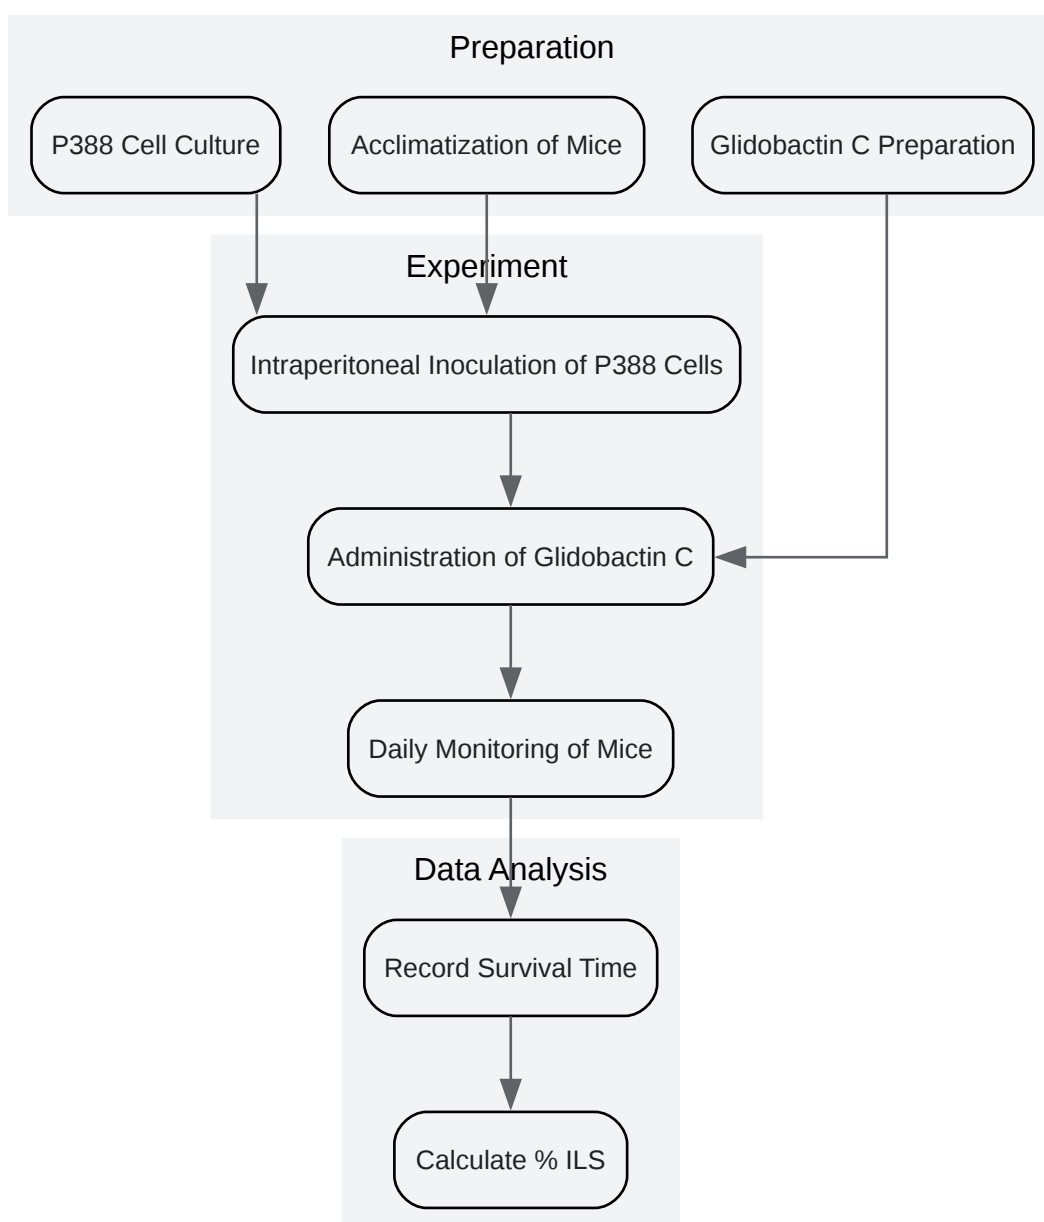 Preparation
P388 Cell Culture
Acclimatization of Mice
Glidobactin C Preparation
Experiment
Intraperitoneal Inoculation of P388 Cells
Administration of Glidobactin C
Daily Monitoring of Mice
Data Analysis
Record Survival Time
Calculate % ILS